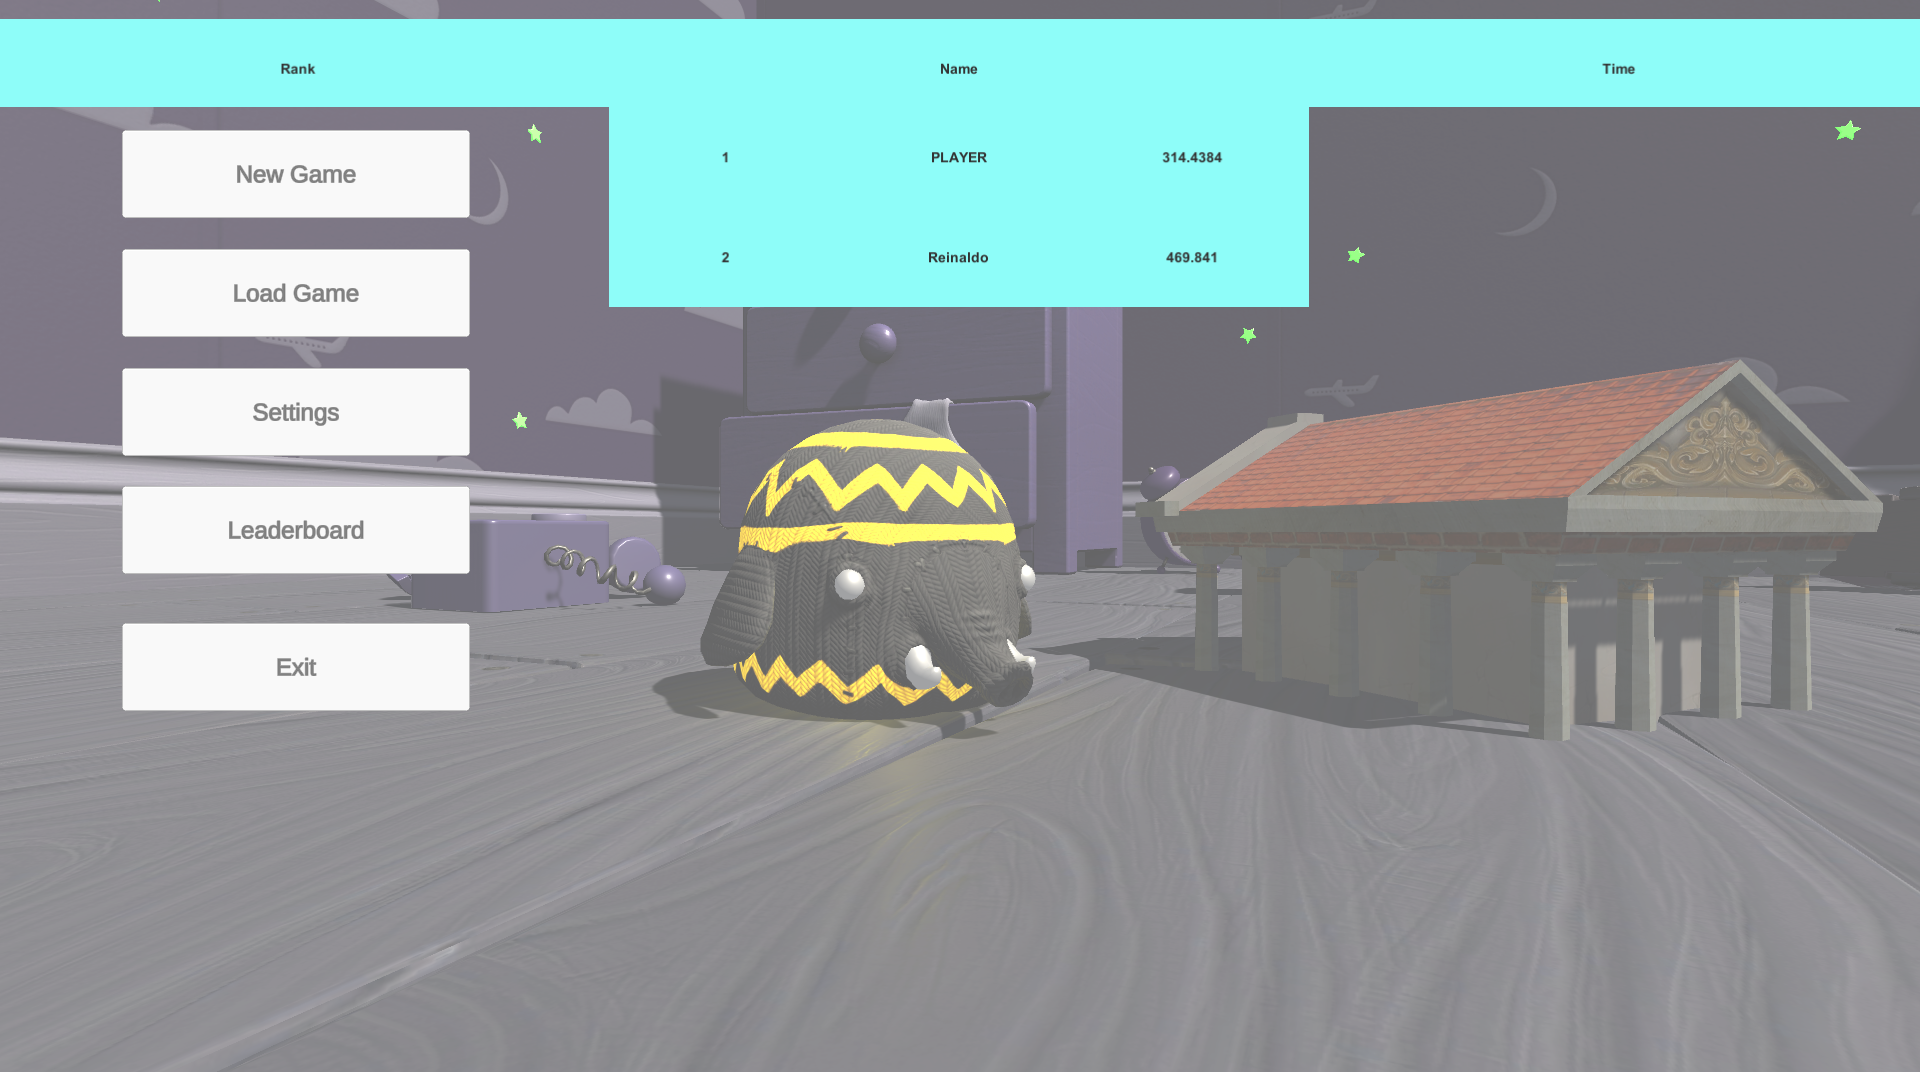 Rank Name Time
1 PLAYER 314.4384
2 Reinaldo 469.841
New Game
Load Game
Settings
Leaderboard
Exit